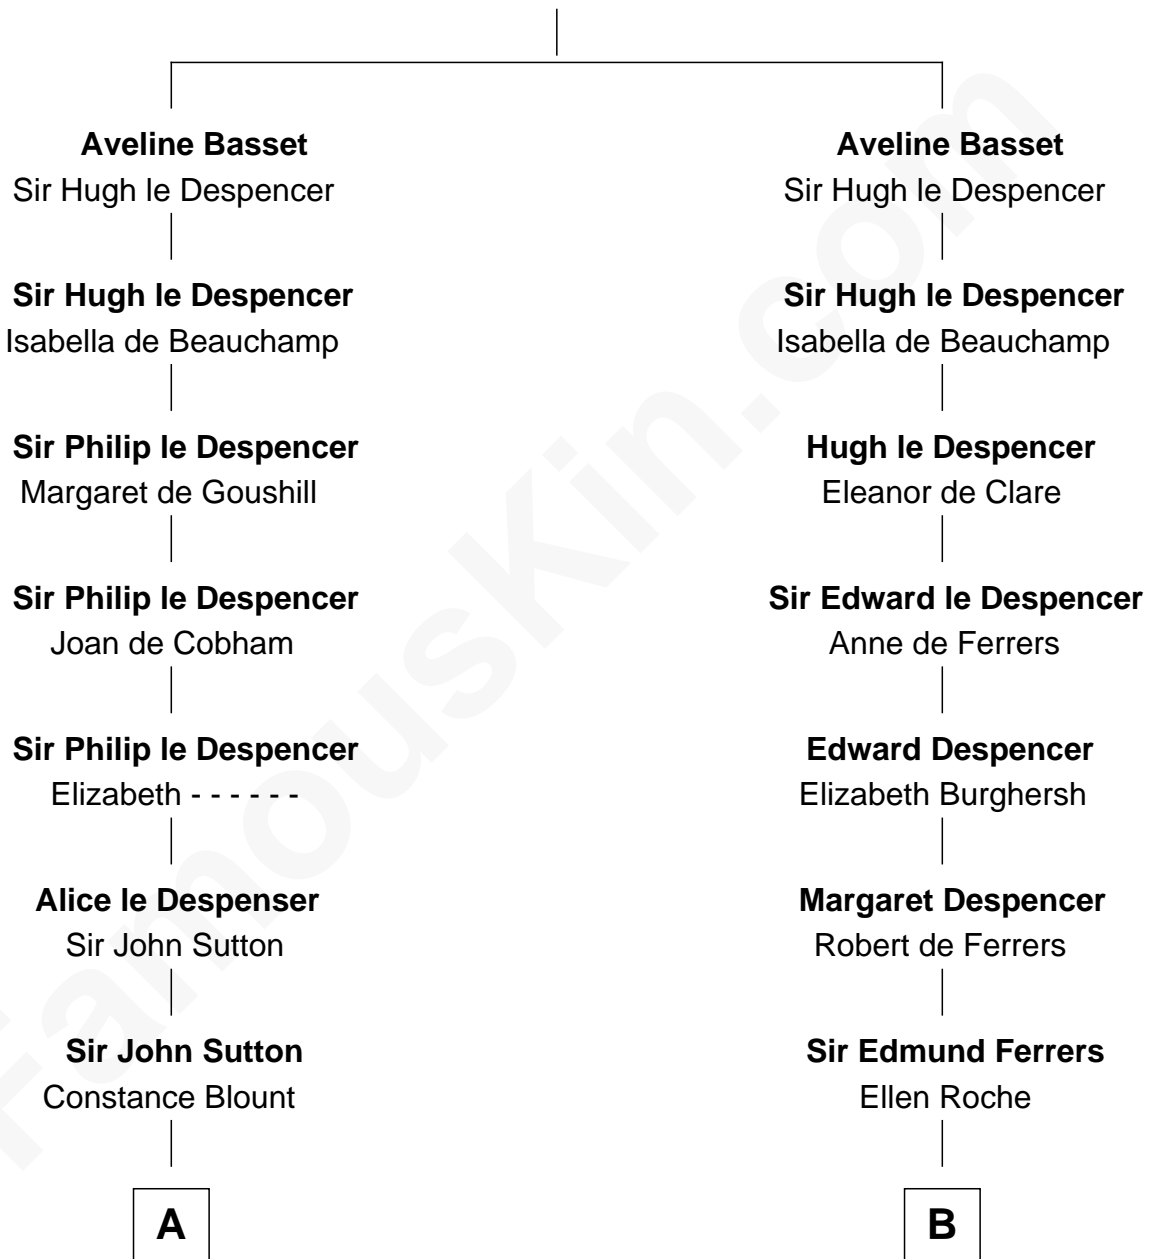 Aveline Basset
Sir Hugh le Despencer
Sir Hugh le Despencer
Isabella de Beauchamp
Sir Philip le Despencer
Margaret de Goushill
Sir Philip le Despencer
Joan de Cobham
Sir Philip le Despencer
Elizabeth - - - - - -
Alice le Despenser
Sir John Sutton
Sir John Sutton
Constance Blount
A
Aveline Basset
Sir Hugh le Despencer
Sir Hugh le Despencer
Isabella de Beauchamp
Hugh le Despencer
Eleanor de Clare
Sir Edward le Despencer
Anne de Ferrers
Edward Despencer
Elizabeth Burghersh
Margaret Despencer
Robert de Ferrers
Sir Edmund Ferrers
Ellen Roche
B
FamousKin.com